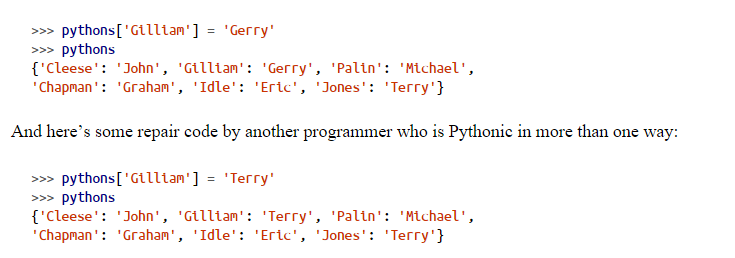 >>> pythons['Gilliam'] = 'Gerry'
>>> pythons
{'Cleese': 'John', 'Gilliam': 'Gerry', 'Palin': 'Michael',
'Chapman': 'Graham', 'Idle': 'Eric', 'Jones': 'Terry'}
And here’s some repair code by another programmer who is Pythonic in more than one way:
>>> pythons['Gilliam'] = 'Terry'
>>> pythons
{'Cleese': 'John', 'Gilliam': 'Terry', 'Palin': 'Michael',
'Chapman': 'Graham', 'Idle': 'Eric', 'Jones': 'Terry'}